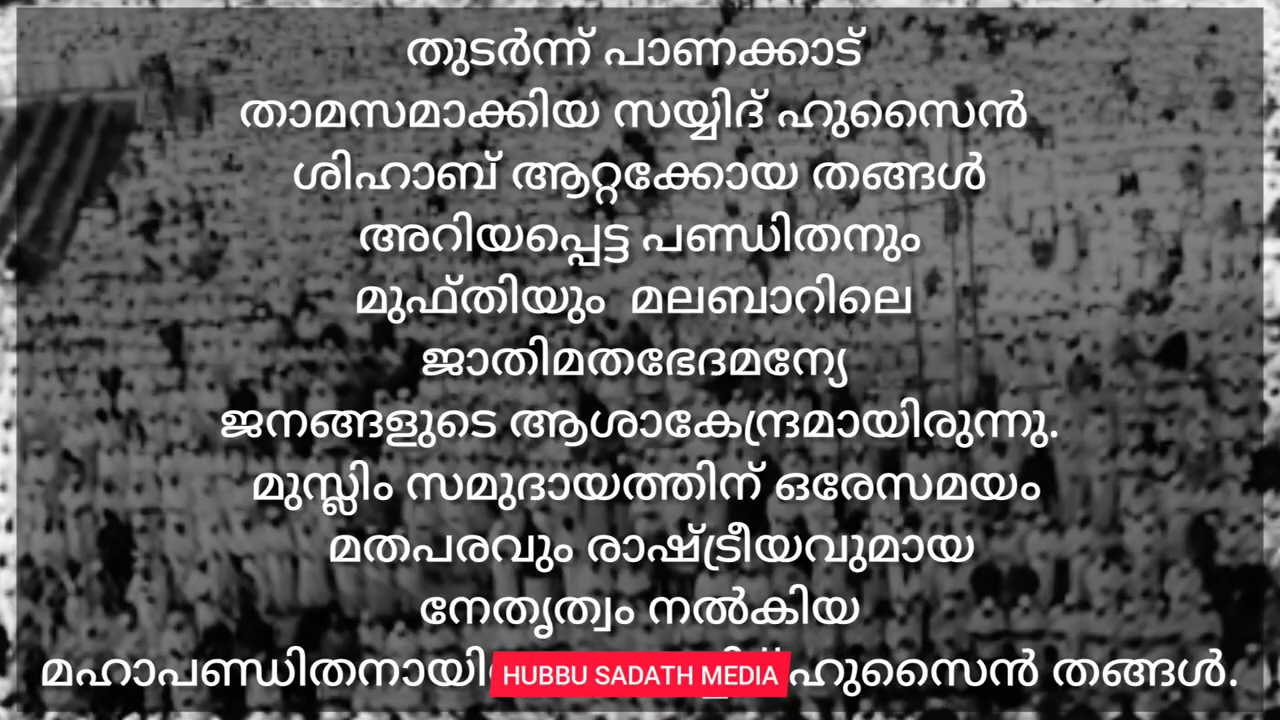 തുടർന്ന് പാണക്കാട്
താമസമാക്കിയ സയ്യിദ് ഹുസൈൻ
ശിഹാബ് ആറ്റക്കോയ തങ്ങൾ
അറിയപ്പെട്ട പണ്ഡിതനും
മുഫ്തിയും മലബാറിലെ
ജാതിമതഭേദമന്യേ
ജനങ്ങളുടെ ആശാകേന്ദ്രമായിരുന്നു.
മുസ്ലിം സമുദായത്തിന് ഒരേസമയം
മതപരവും രാഷ്ട്രീയവുമായ
നേതൃത്വം നൽകിയ
ഹുസൈൻ തങ്ങൾ.
HUBBU SADATH MEDIA